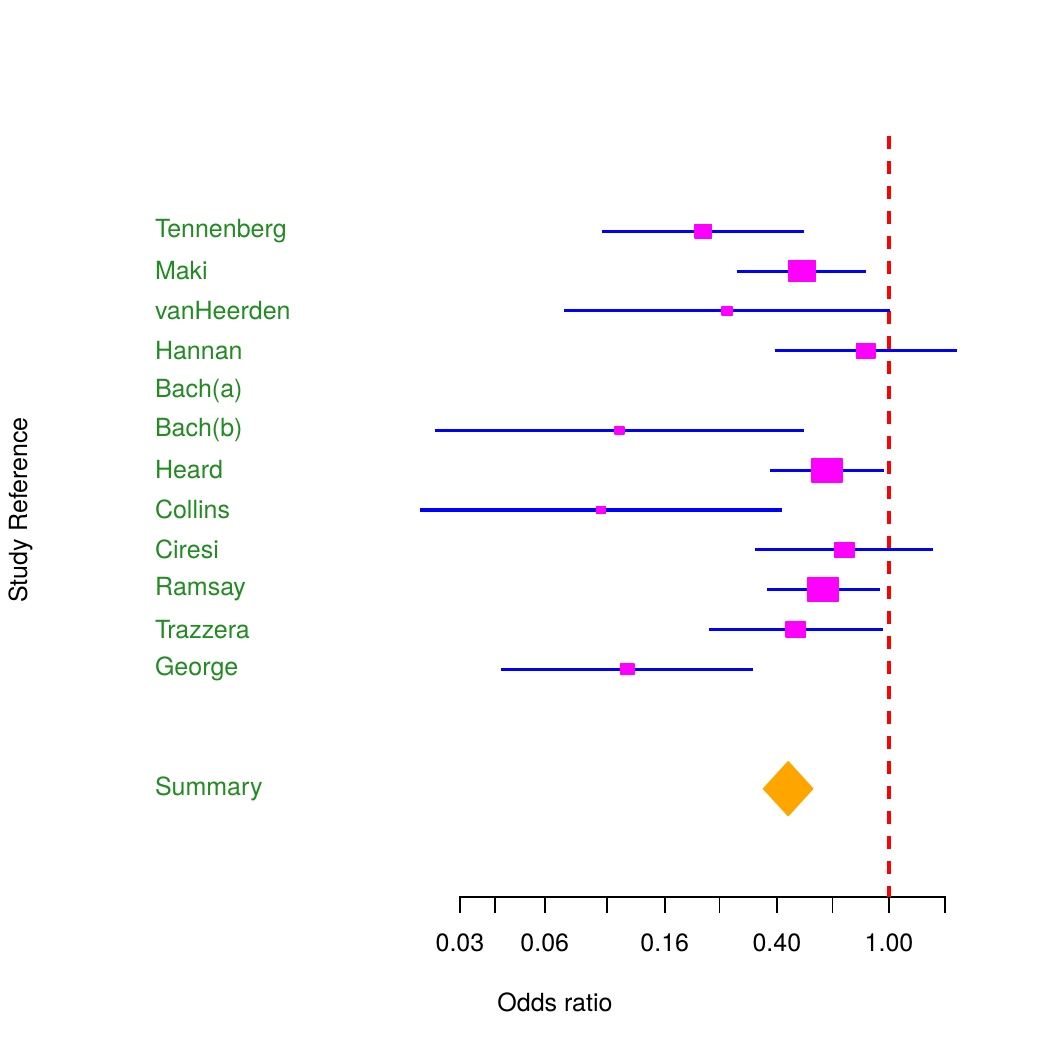 Tennenberg
Maki
vanHeerden
Hannan
Bach(a)
Bach(b)
Heard
Collins
Ciresi
Ramsay
Trazzera
George
Summary
Study Reference
0.03 0.06 0.16 0.40 1.00
Odds ratio